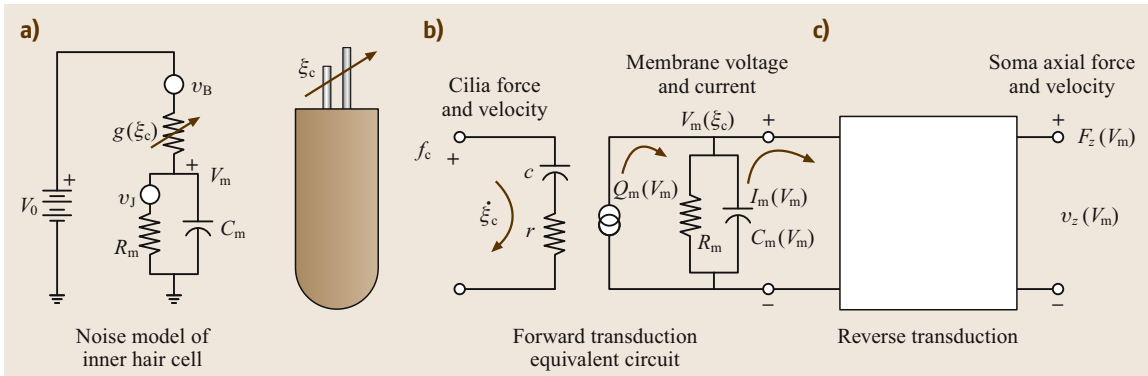 a)
v_B
g(ξ_c)
+
V_m
V_0
v_J
R_m
C_m
Noise model of
inner hair cell
ξ_c
b)
Cilia force
and velocity
f_c
+
c
ξ̇_c
r
Membrane voltage
and current
V_m(ξ_c)
+
Q_m(V_m)
I_m(V_m)
R_m
C_m(V_m)
–
Forward transduction
equivalent circuit
c)
Soma axial force
and velocity
+
F_z(V_m)
v_z(V_m)
–
Reverse transduction